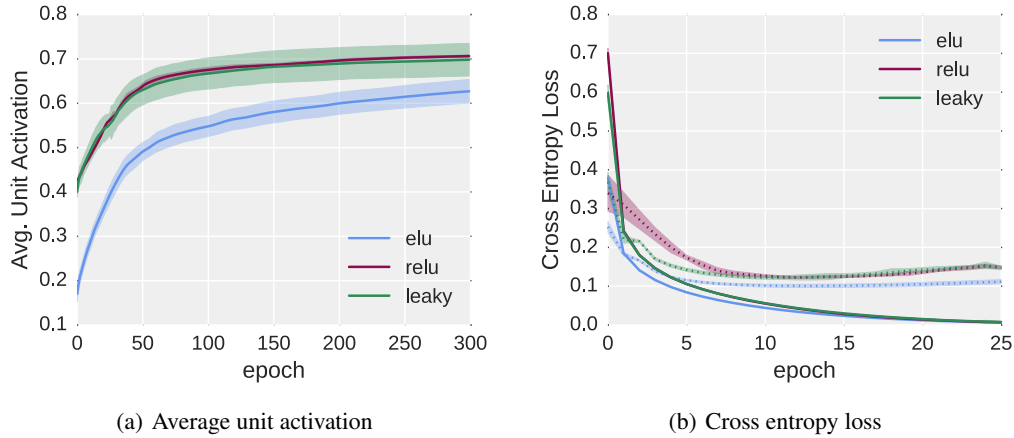 0.8
0.7
0.6
0.5
0.4
0.3
0.2
0.1
Avg. Unit Activation
0 50 100 150 200 250 300
epoch
elu
relu
leaky
(a) Average unit activation
0.8
0.7
0.6
0.5
0.4
0.3
0.2
0.1
0.0
Cross Entropy Loss
0 5 10 15 20 25
epoch
elu
relu
leaky
(b) Cross entropy loss